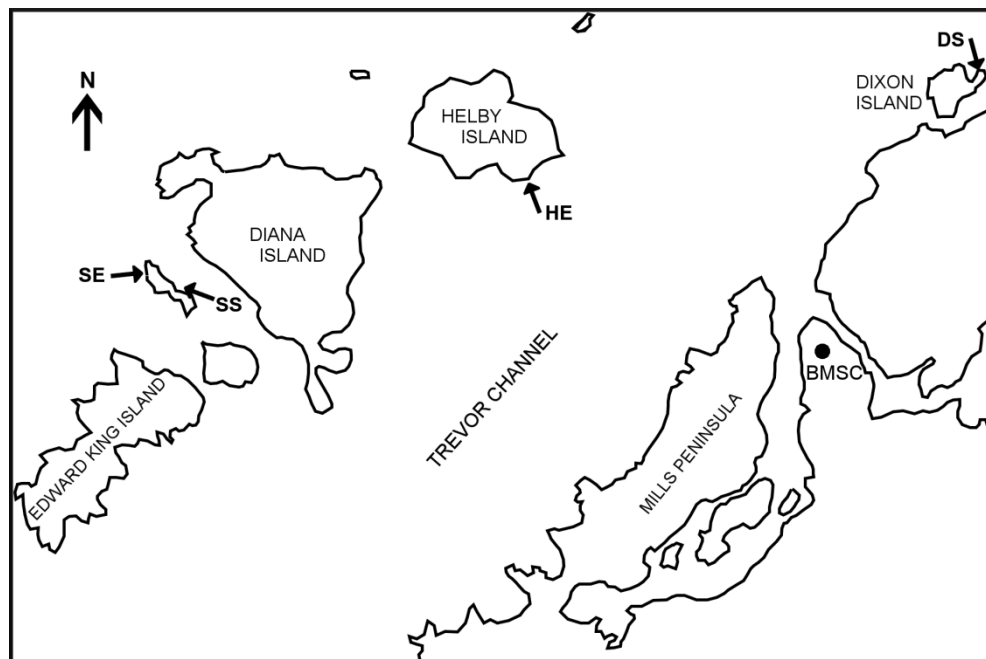 N
DS
DIXON
ISLAND
HELBY
ISLAND
HE
DIANA
ISLAND
SE
SS
EDWARD KING ISLAND
TREVOR CHANNEL
MILLS PENINSULA
BMSC